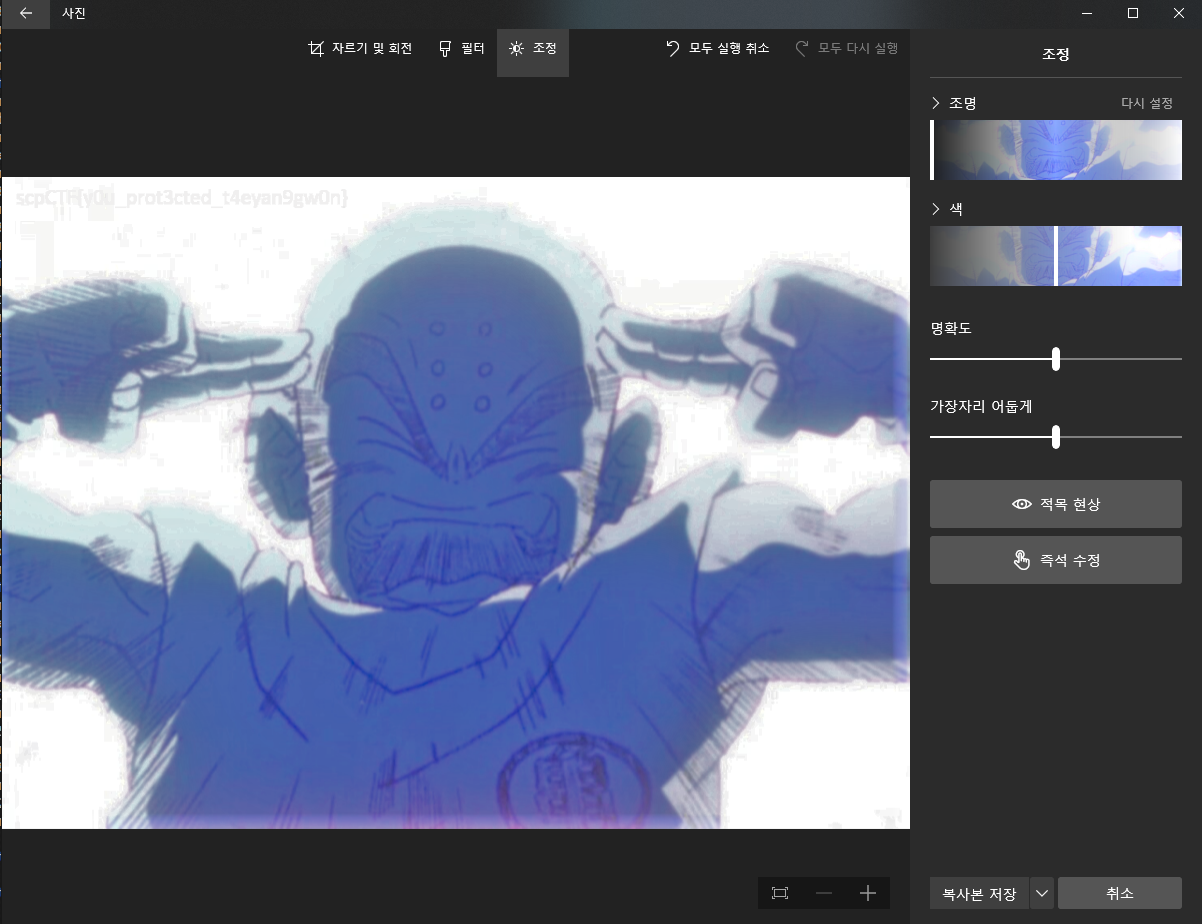 사진
자르기 및 회전
필터
조정
모두 실행 취소
모두 다시 실행
조정
조명
다시 설정
scpCTF{y0u_prot3cted_t4eyan9gw0n}
색
명확도
가장자리 어둡게
적목 현상
즉석 수정
복사본 저장
취소